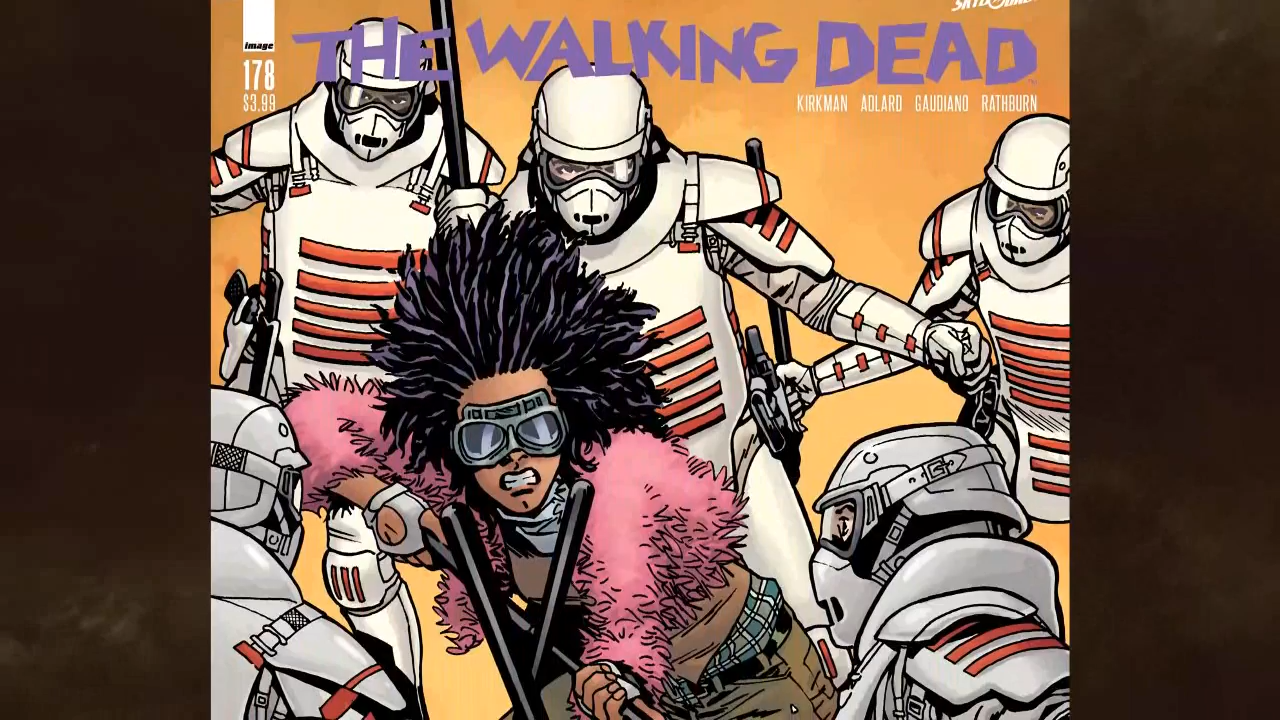 THE WALKING DEAD
image
178
$3.99
KIRKMAN ADLARD GAUDIANO RATHBURN